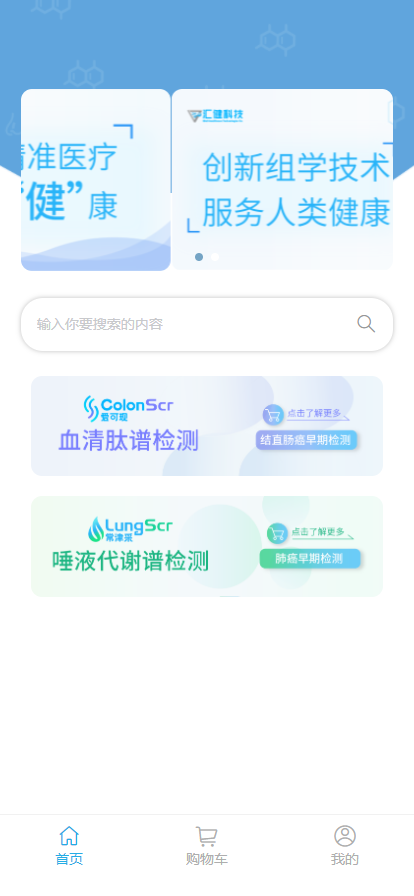 精准医疗
“健”康
汇健科技
创新组学技术
服务人类健康
输入你要搜索的内容
ColonScr
爱可现
血清肽谱检测
点击了解更多
结直肠癌早期检测
LungScr
常津采
唾液代谢谱检测
点击了解更多
肺癌早期检测
首页
购物车
我的